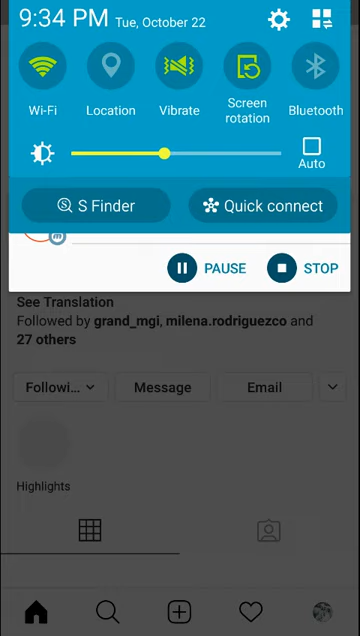 9:34 PM Tue, October 22
Wi-Fi
Location
Vibrate
Screen
rotation
Bluetooth
Auto
S Finder
Quick connect
PAUSE
STOP
See Translation
Followed by grand_mgi, milena.rodriguezco and
27 others
Followi...
Message
Email
Highlights